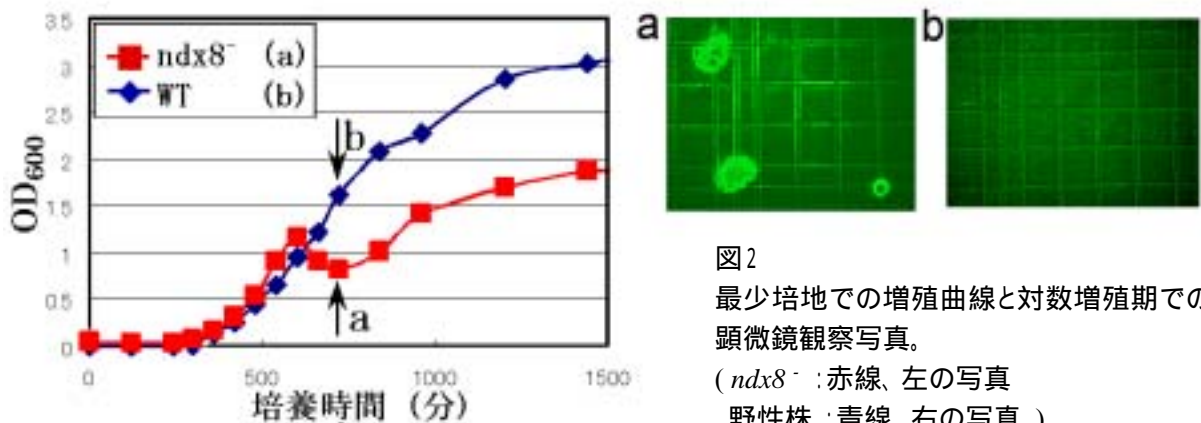 3.5
3
2.5
2
1.5
1
0.5
0
OD600
ndx8⁻ (a)
WT (b)
b
a
0 500 1000 1500
培養時間 (分)
a
b
図2
最少培地での増殖曲線と対数増殖期での
顕微鏡観察写真。
( ndx8⁻ :赤線、左の写真
野性株 :青線、右の写真 )